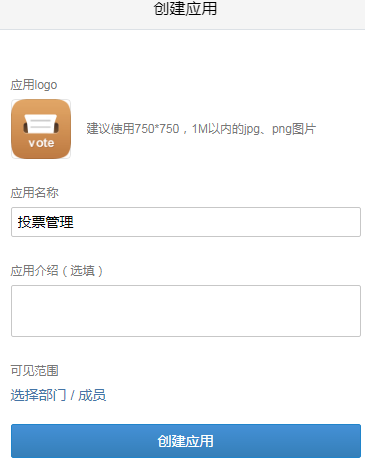 创建应用
应用logo
vote
建议使用750*750，1M以内的jpg、png图片
应用名称
投票管理
应用介绍（选填）
可见范围
选择部门 / 成员
创建应用